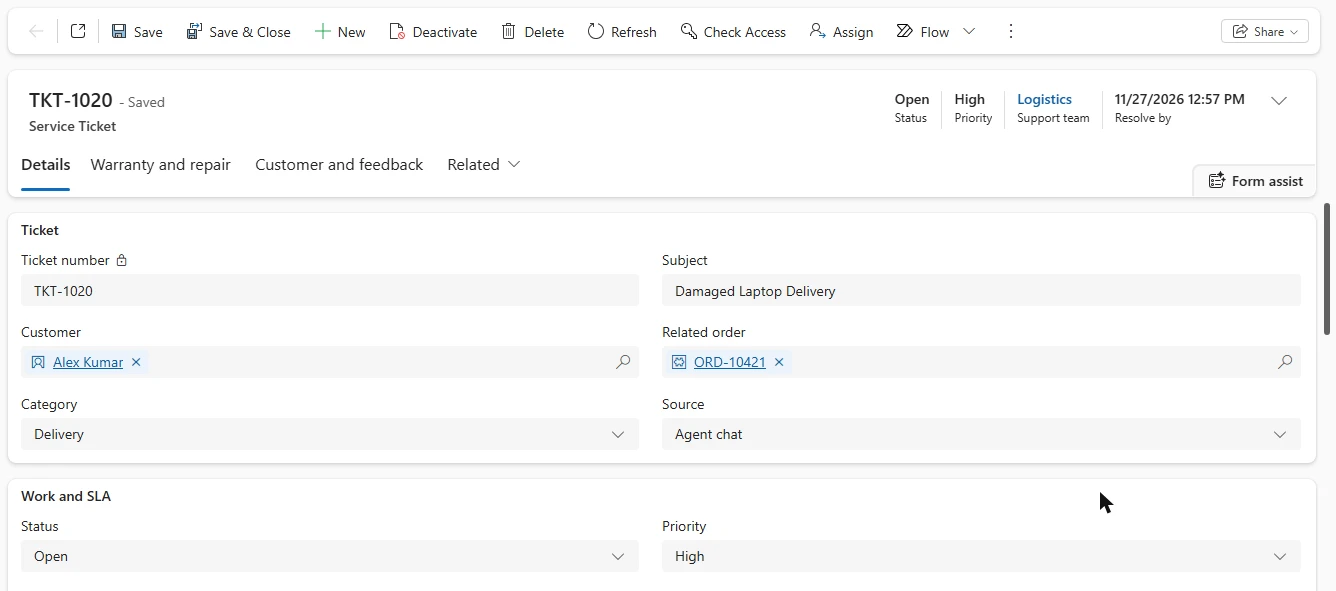 Save Save & Close New Deactivate Delete Refresh Check Access Assign Flow Share
TKT-1020 - Saved
Service Ticket
Open High Logistics 11/27/2026 12:57 PM
Status Priority Support team Resolve by
Details Warranty and repair Customer and feedback Related
Form assist
Ticket
Ticket number Subject
TKT-1020 Damaged Laptop Delivery
Customer Related order
Alex Kumar ORD-10421
Category Source
Delivery Agent chat
Work and SLA
Status Priority
Open High